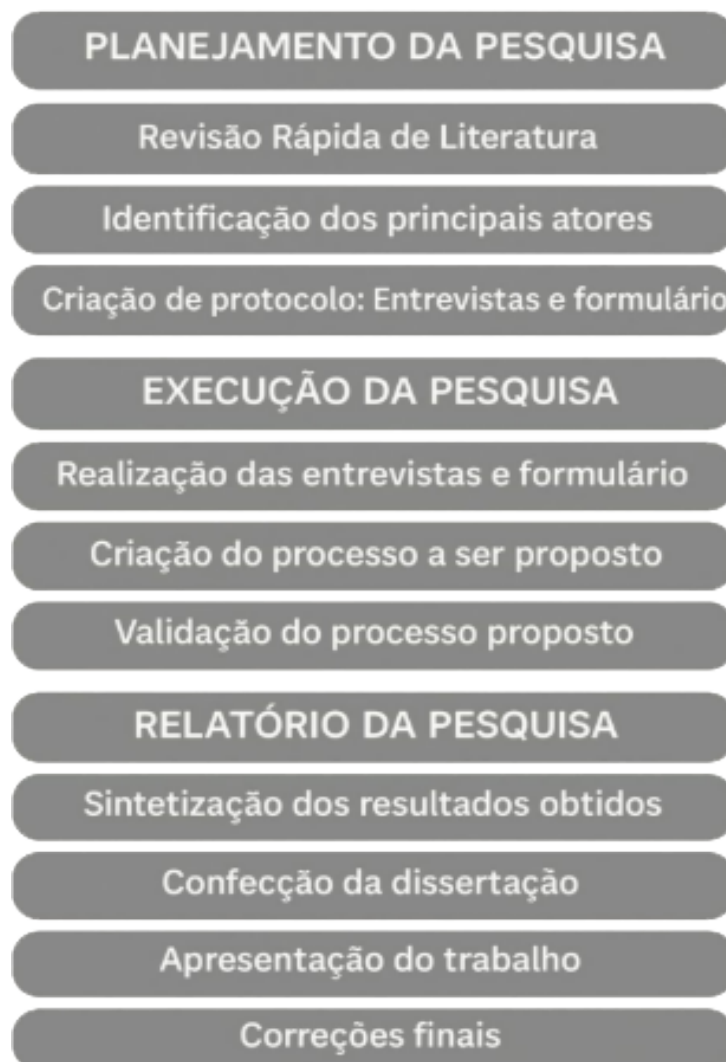 PLANEJAMENTO DA PESQUISA
Revisão Rápida de Literatura
Identificação dos principais atores
Criação de protocolo: Entrevistas e formulário
EXECUÇÃO DA PESQUISA
Realização das entrevistas e formulário
Criação do processo a ser proposto
Validação do processo proposto
RELATÓRIO DA PESQUISA
Sintetização dos resultados obtidos
Confecção da dissertação
Apresentação do trabalho
Correções finais